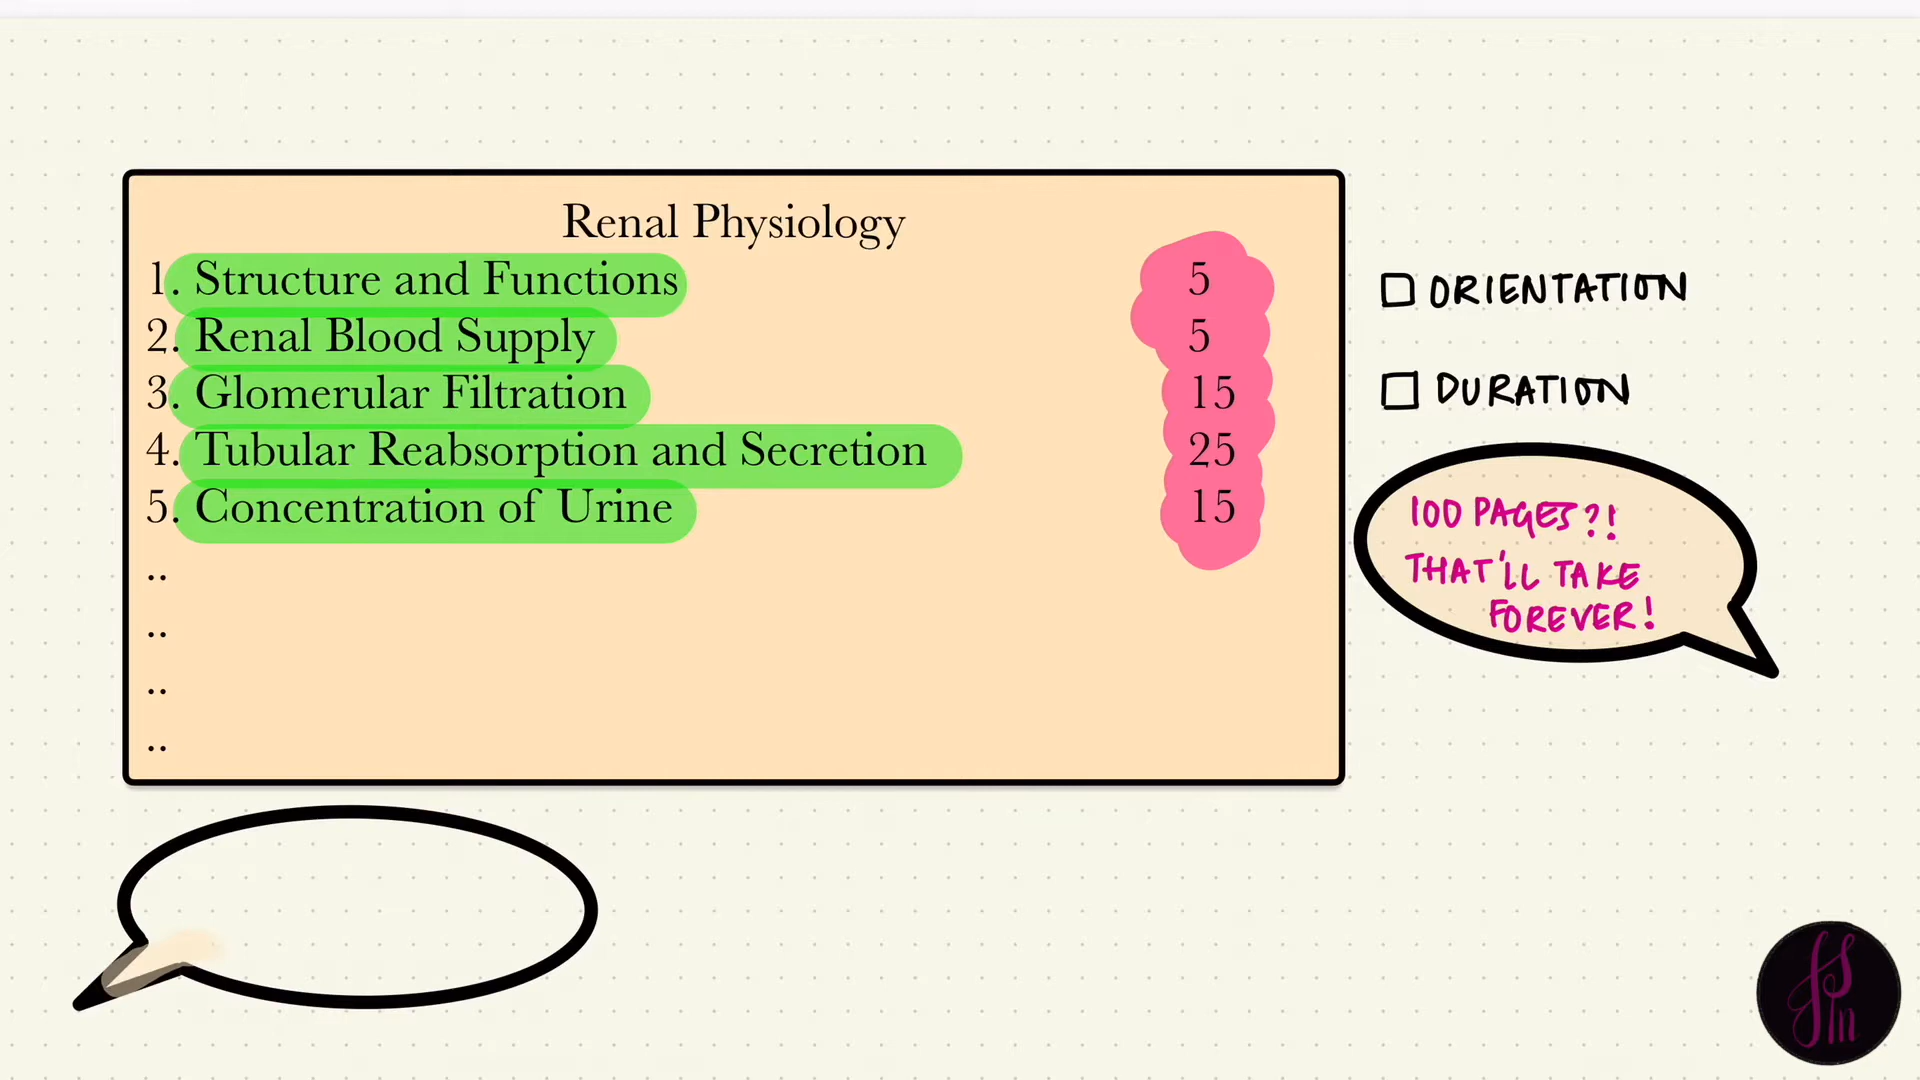 Renal Physiology
1. Structure and Functions 5
2. Renal Blood Supply 5
3. Glomerular Filtration 15
4. Tubular Reabsorption and Secretion 25
5. Concentration of Urine 15
..
..
..
..
ORIENTATION
DURATION
100 PAGES?!
THAT'LL TAKE
FOREVER!